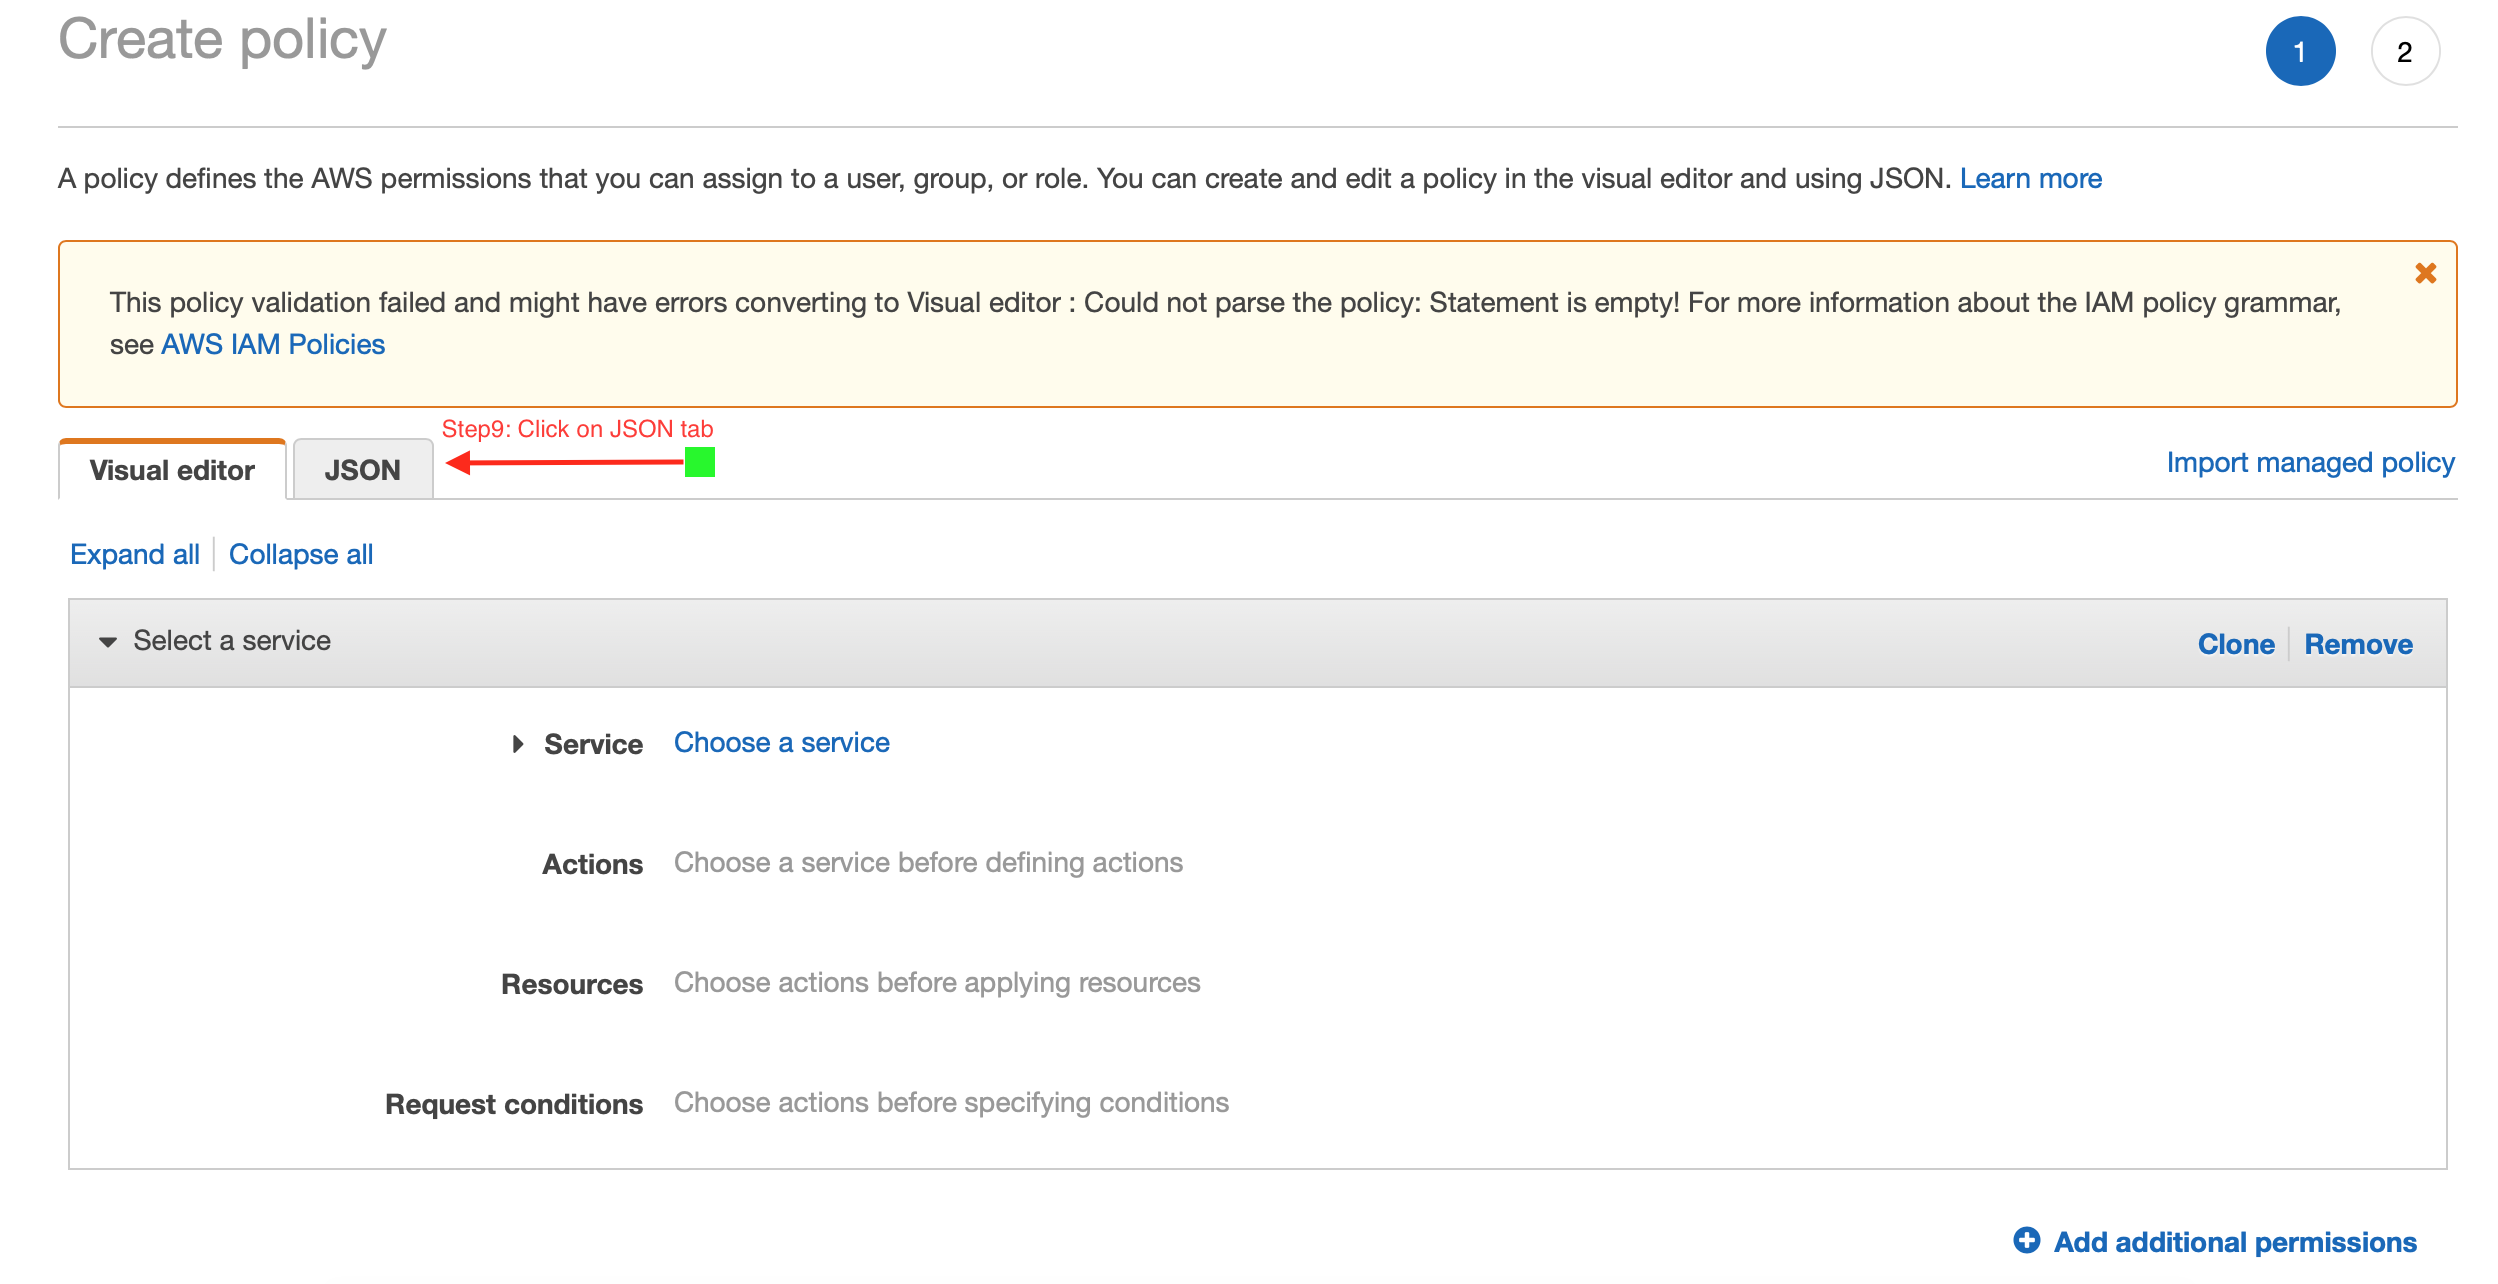 Create policy
1
2
A policy defines the AWS permissions that you can assign to a user, group, or role. You can create and edit a policy in the visual editor and using JSON. Learn more
This policy validation failed and might have errors converting to Visual editor : Could not parse the policy: Statement is empty! For more information about the IAM policy grammar,
see AWS IAM Policies
Step9: Click on JSON tab
Visual editor
JSON
Import managed policy
Expand all
Collapse all
Select a service
Clone
Remove
Service
Choose a service
Actions
Choose a service before defining actions
Resources
Choose actions before applying resources
Request conditions
Choose actions before specifying conditions
Add additional permissions